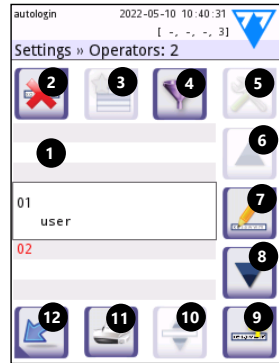 autologin 2022-05-10 10:40:31
[ -, -, -, 3]
Settings » Operators: 2
2 3 4 5
1
6
01
7
user
02
8
12 11 10 9